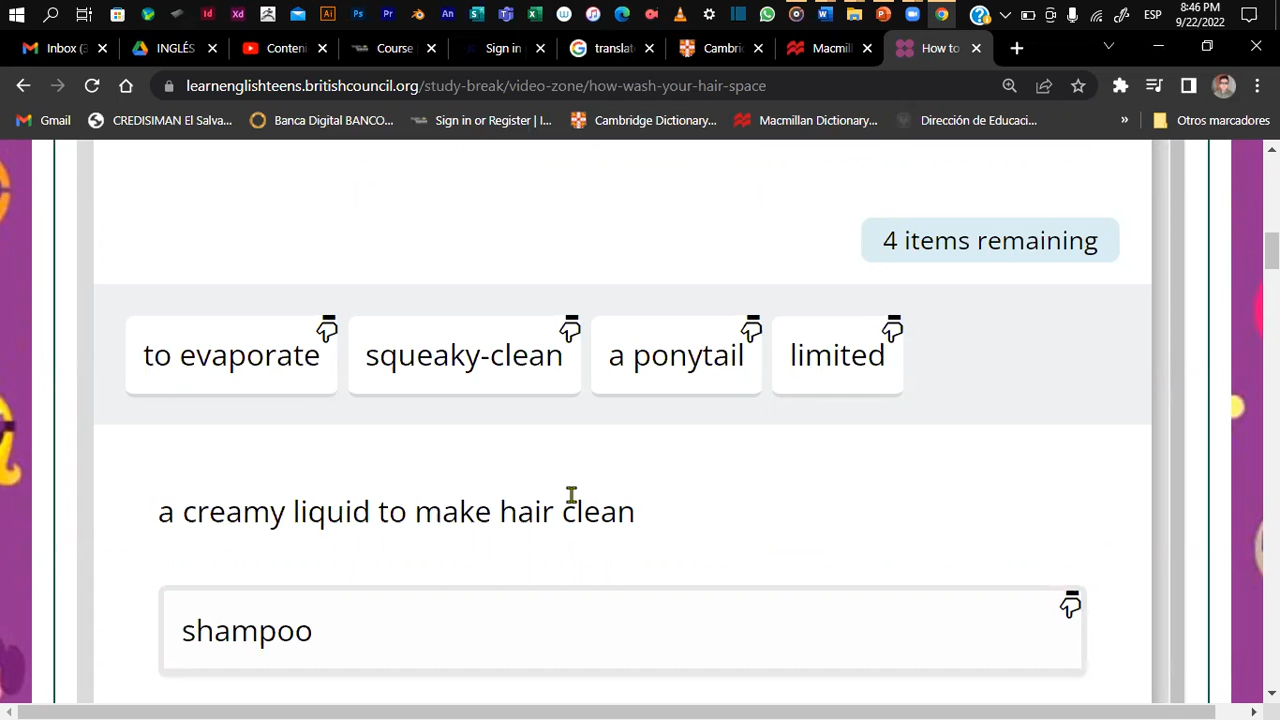 8:46 PM
ESP
9/22/2022
Inbox (3
INGLÉS
Conteni
Course
Sign in
translat
Cambri
Macmill
How to
learnenglishteens.britishcouncil.org/study-break/video-zone/how-wash-your-hair-space
Gmail
CREDISIMAN El Salva...
Banca Digital BANCO...
Sign in or Register | I...
Cambridge Dictionary...
Macmillan Dictionary...
Dirección de Educaci...
»
Otros marcadores
4 items remaining
to evaporate
squeaky-clean
a ponytail
limited
a creamy liquid to make hair clean
shampoo